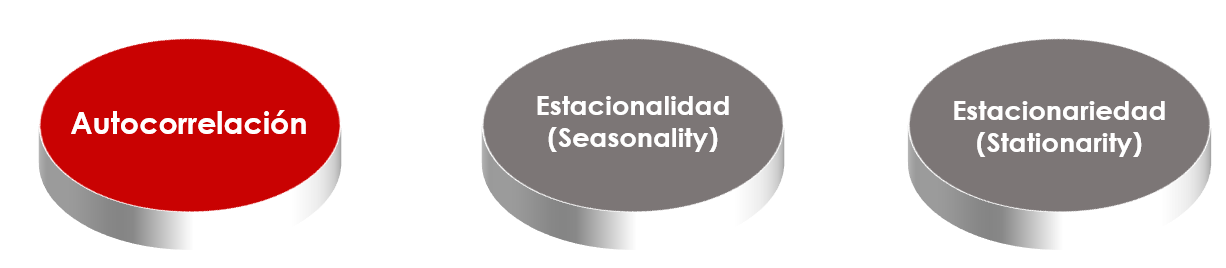 Autocorrelación
Estacionalidad
(Seasonality)
Estacionariedad
(Stationarity)